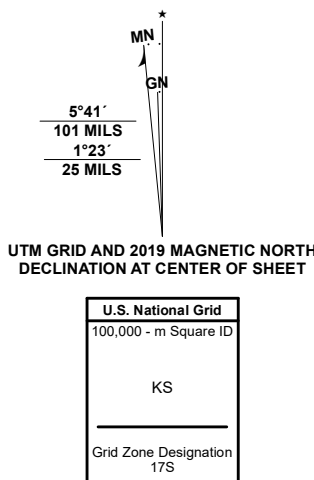 ★
MN
GN
5°41´
101 MILS
1°23´
25 MILS
UTM GRID AND 2019 MAGNETIC NORTH
DECLINATION AT CENTER OF SHEET
U.S. National Grid
100,000 - m Square ID
KS
Grid Zone Designation
17S